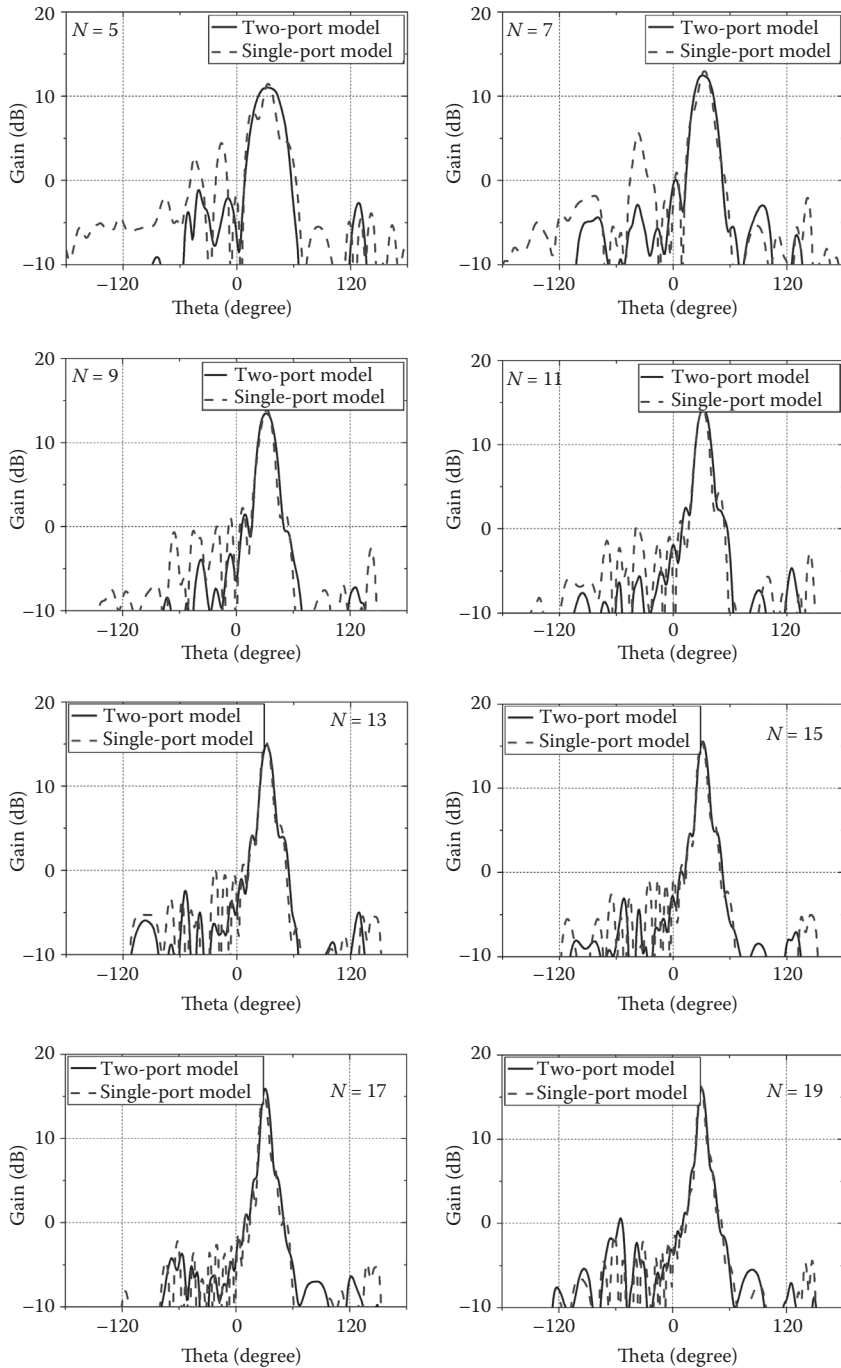 N = 5
Two-port model
Single-port model
20
10
0
−10
Gain (dB)
−120
0
120
Theta (degree)
N = 7
Two-port model
Single-port model
20
10
0
−10
Gain (dB)
−120
0
120
Theta (degree)
N = 9
Two-port model
Single-port model
20
10
0
−10
Gain (dB)
−120
0
120
Theta (degree)
N = 11
Two-port model
Single-port model
20
10
0
−10
Gain (dB)
−120
0
120
Theta (degree)
Two-port model
Single-port model
N = 13
20
10
0
−10
Gain (dB)
−120
0
120
Theta (degree)
Two-port model
Single-port model
N = 15
20
10
0
−10
Gain (dB)
−120
0
120
Theta (degree)
Two-port model
Single-port model
N = 17
20
10
0
−10
Gain (dB)
−120
0
120
Theta (degree)
Two-port model
Single-port model
N = 19
20
10
0
−10
Gain (dB)
−120
0
120
Theta (degree)